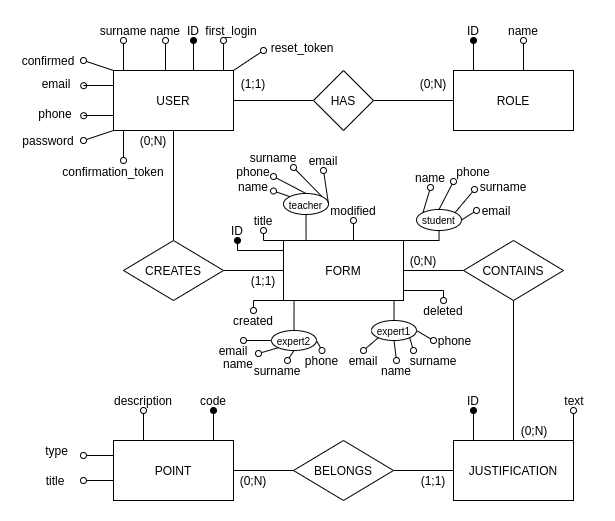 surname name ID first_login
reset_token
ID name
confirmed
email
phone
password
USER
(1;1)
HAS
(0;N)
ROLE
(0;N)
confirmation_token
surname email
phone
name
teacher
modified
title
ID
name phone
surname
email
student
CREATES
(1;1)
FORM
(0;N)
CONTAINS
created
deleted
expert2
email
name
surname
phone
expert1
phone
email
name
surname
description code
ID text
(0;N)
type
title
POINT
(0;N)
BELONGS
(1;1)
JUSTIFICATION